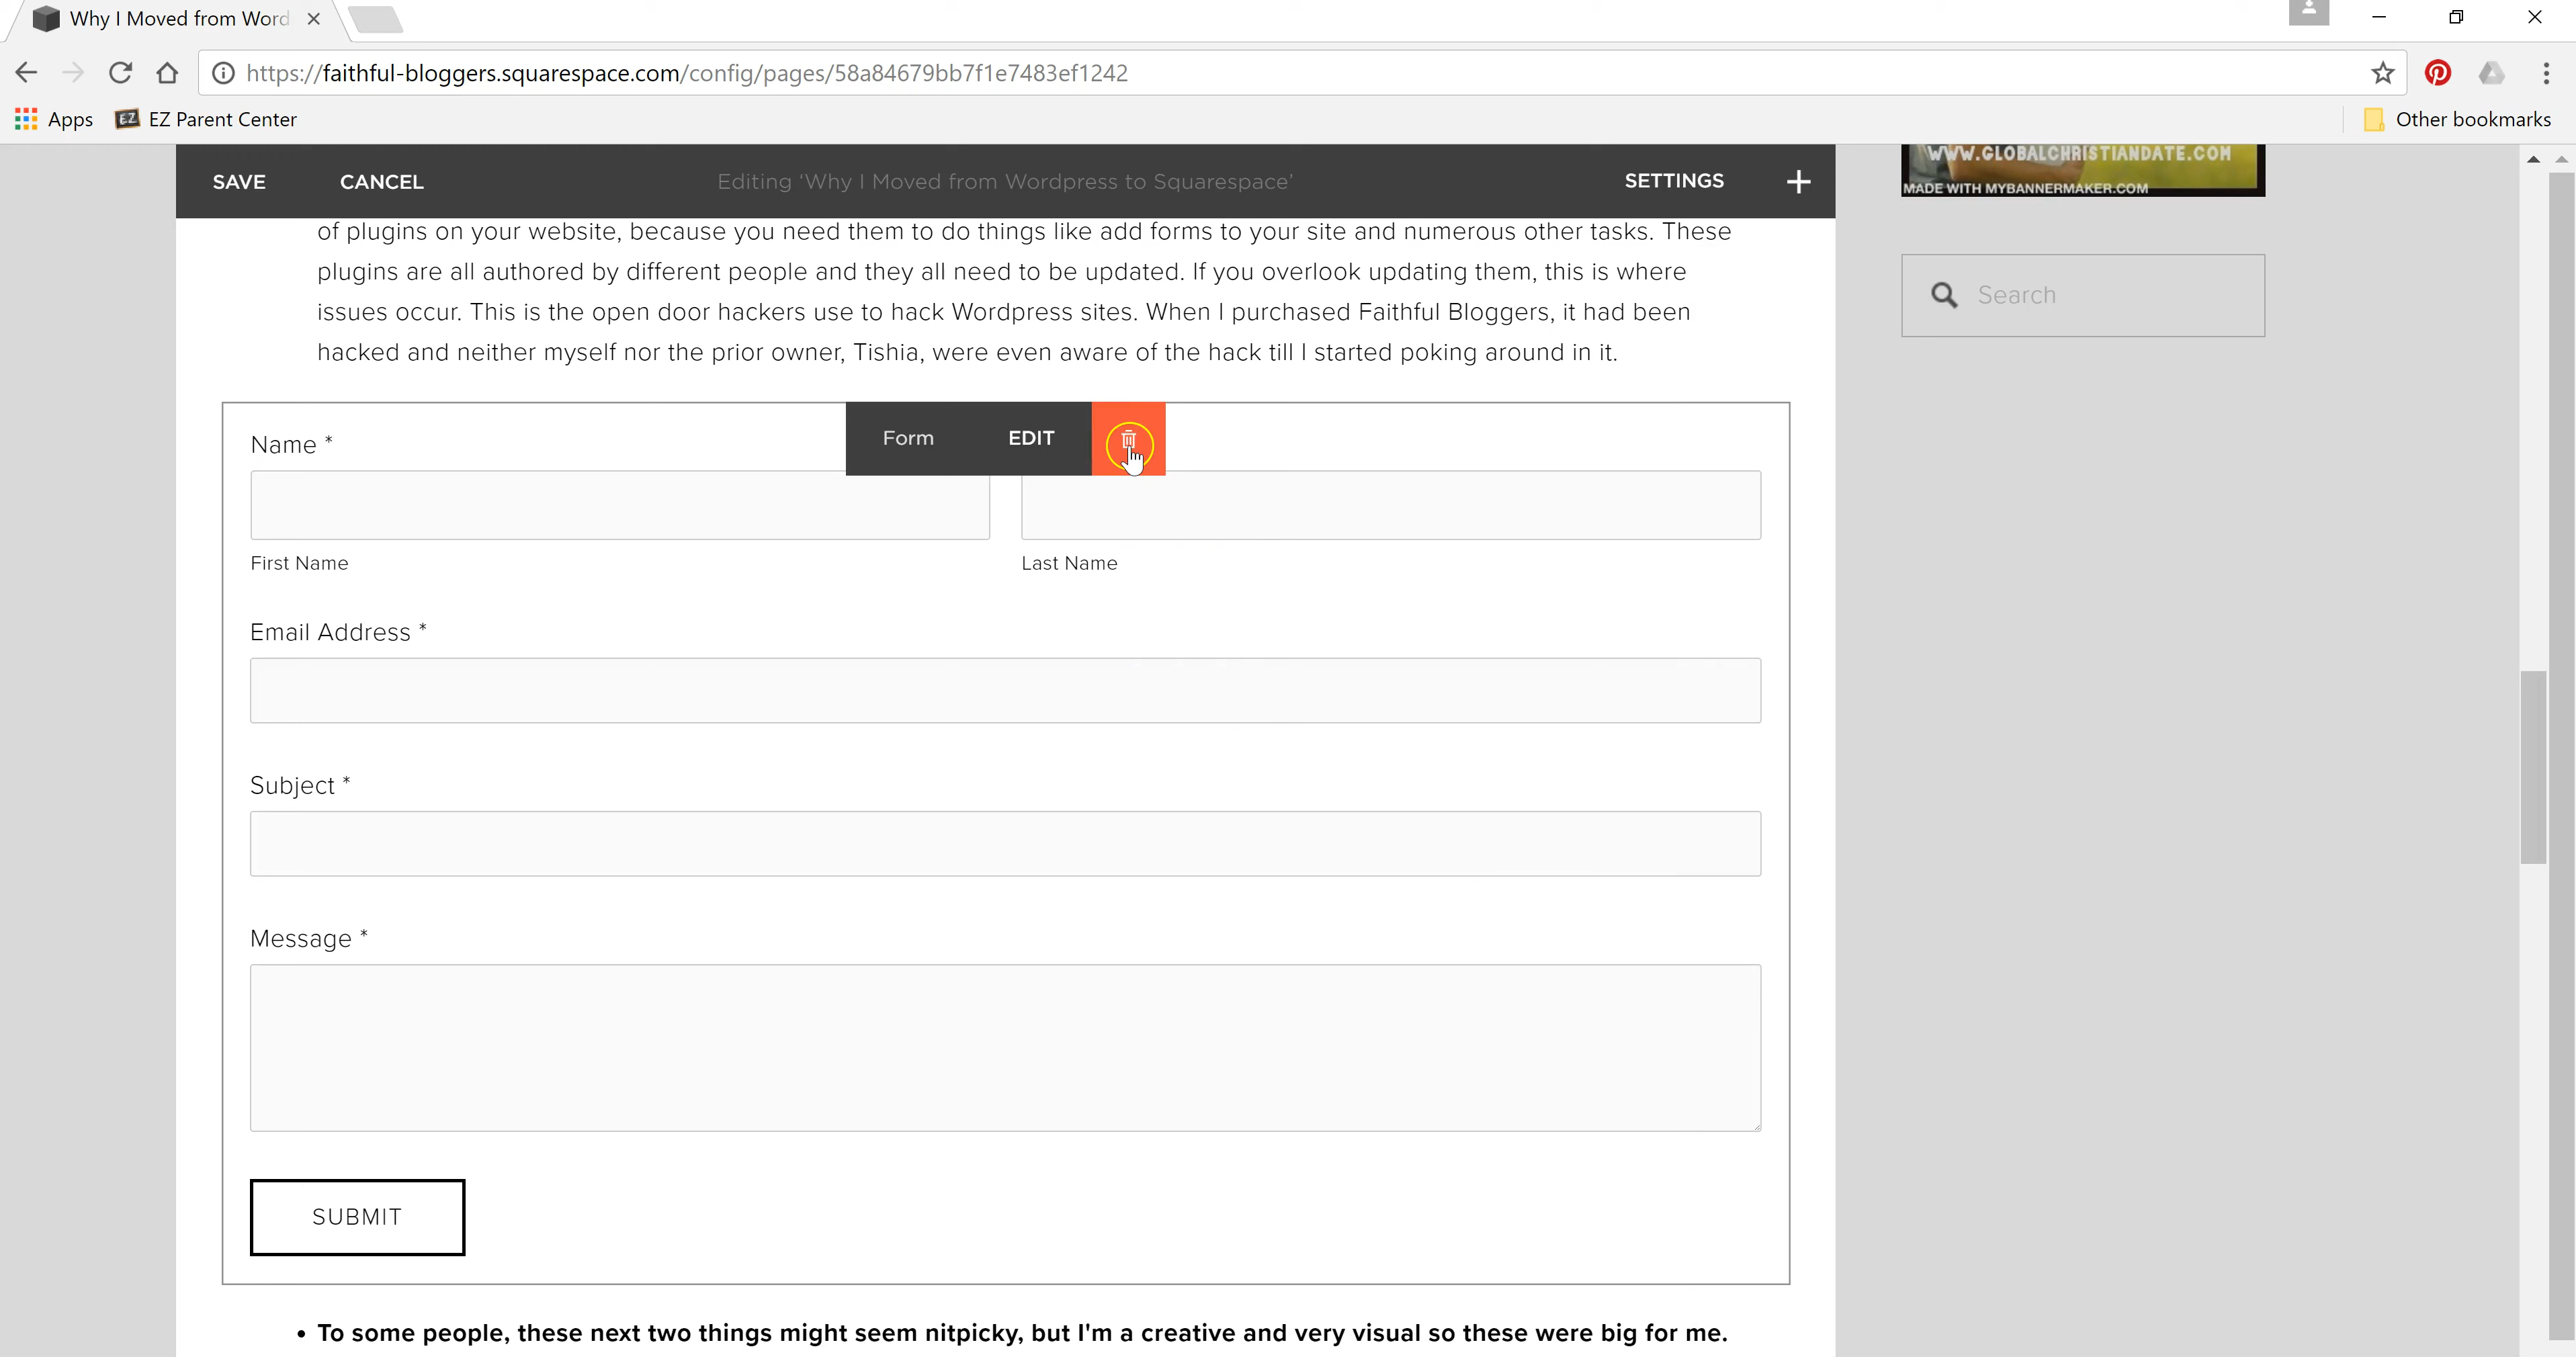 Why I Moved from Word
https://faithful-bloggers.squarespace.com/config/pages/58a84679bb7f1e7483ef1242
Apps EZ EZ Parent Center Other bookmarks
WWW.GLOBALCHRISTIANDATE.COM
MADE WITH MYBANNERMAKER.COM
SAVE CANCEL Editing 'Why I Moved from Wordpress to Squarespace' SETTINGS +
of plugins on your website, because you need them to do things like add forms to your site and numerous other tasks. These
plugins are all authored by different people and they all need to be updated. If you overlook updating them, this is where
issues occur. This is the open door hackers use to hack Wordpress sites. When I purchased Faithful Bloggers, it had been
hacked and neither myself nor the prior owner, Tishia, were even aware of the hack till I started poking around in it.
Search
Form EDIT
Name *
First Name Last Name
Email Address *
Subject *
Message *
SUBMIT
• To some people, these next two things might seem nitpicky, but I'm a creative and very visual so these were big for me.